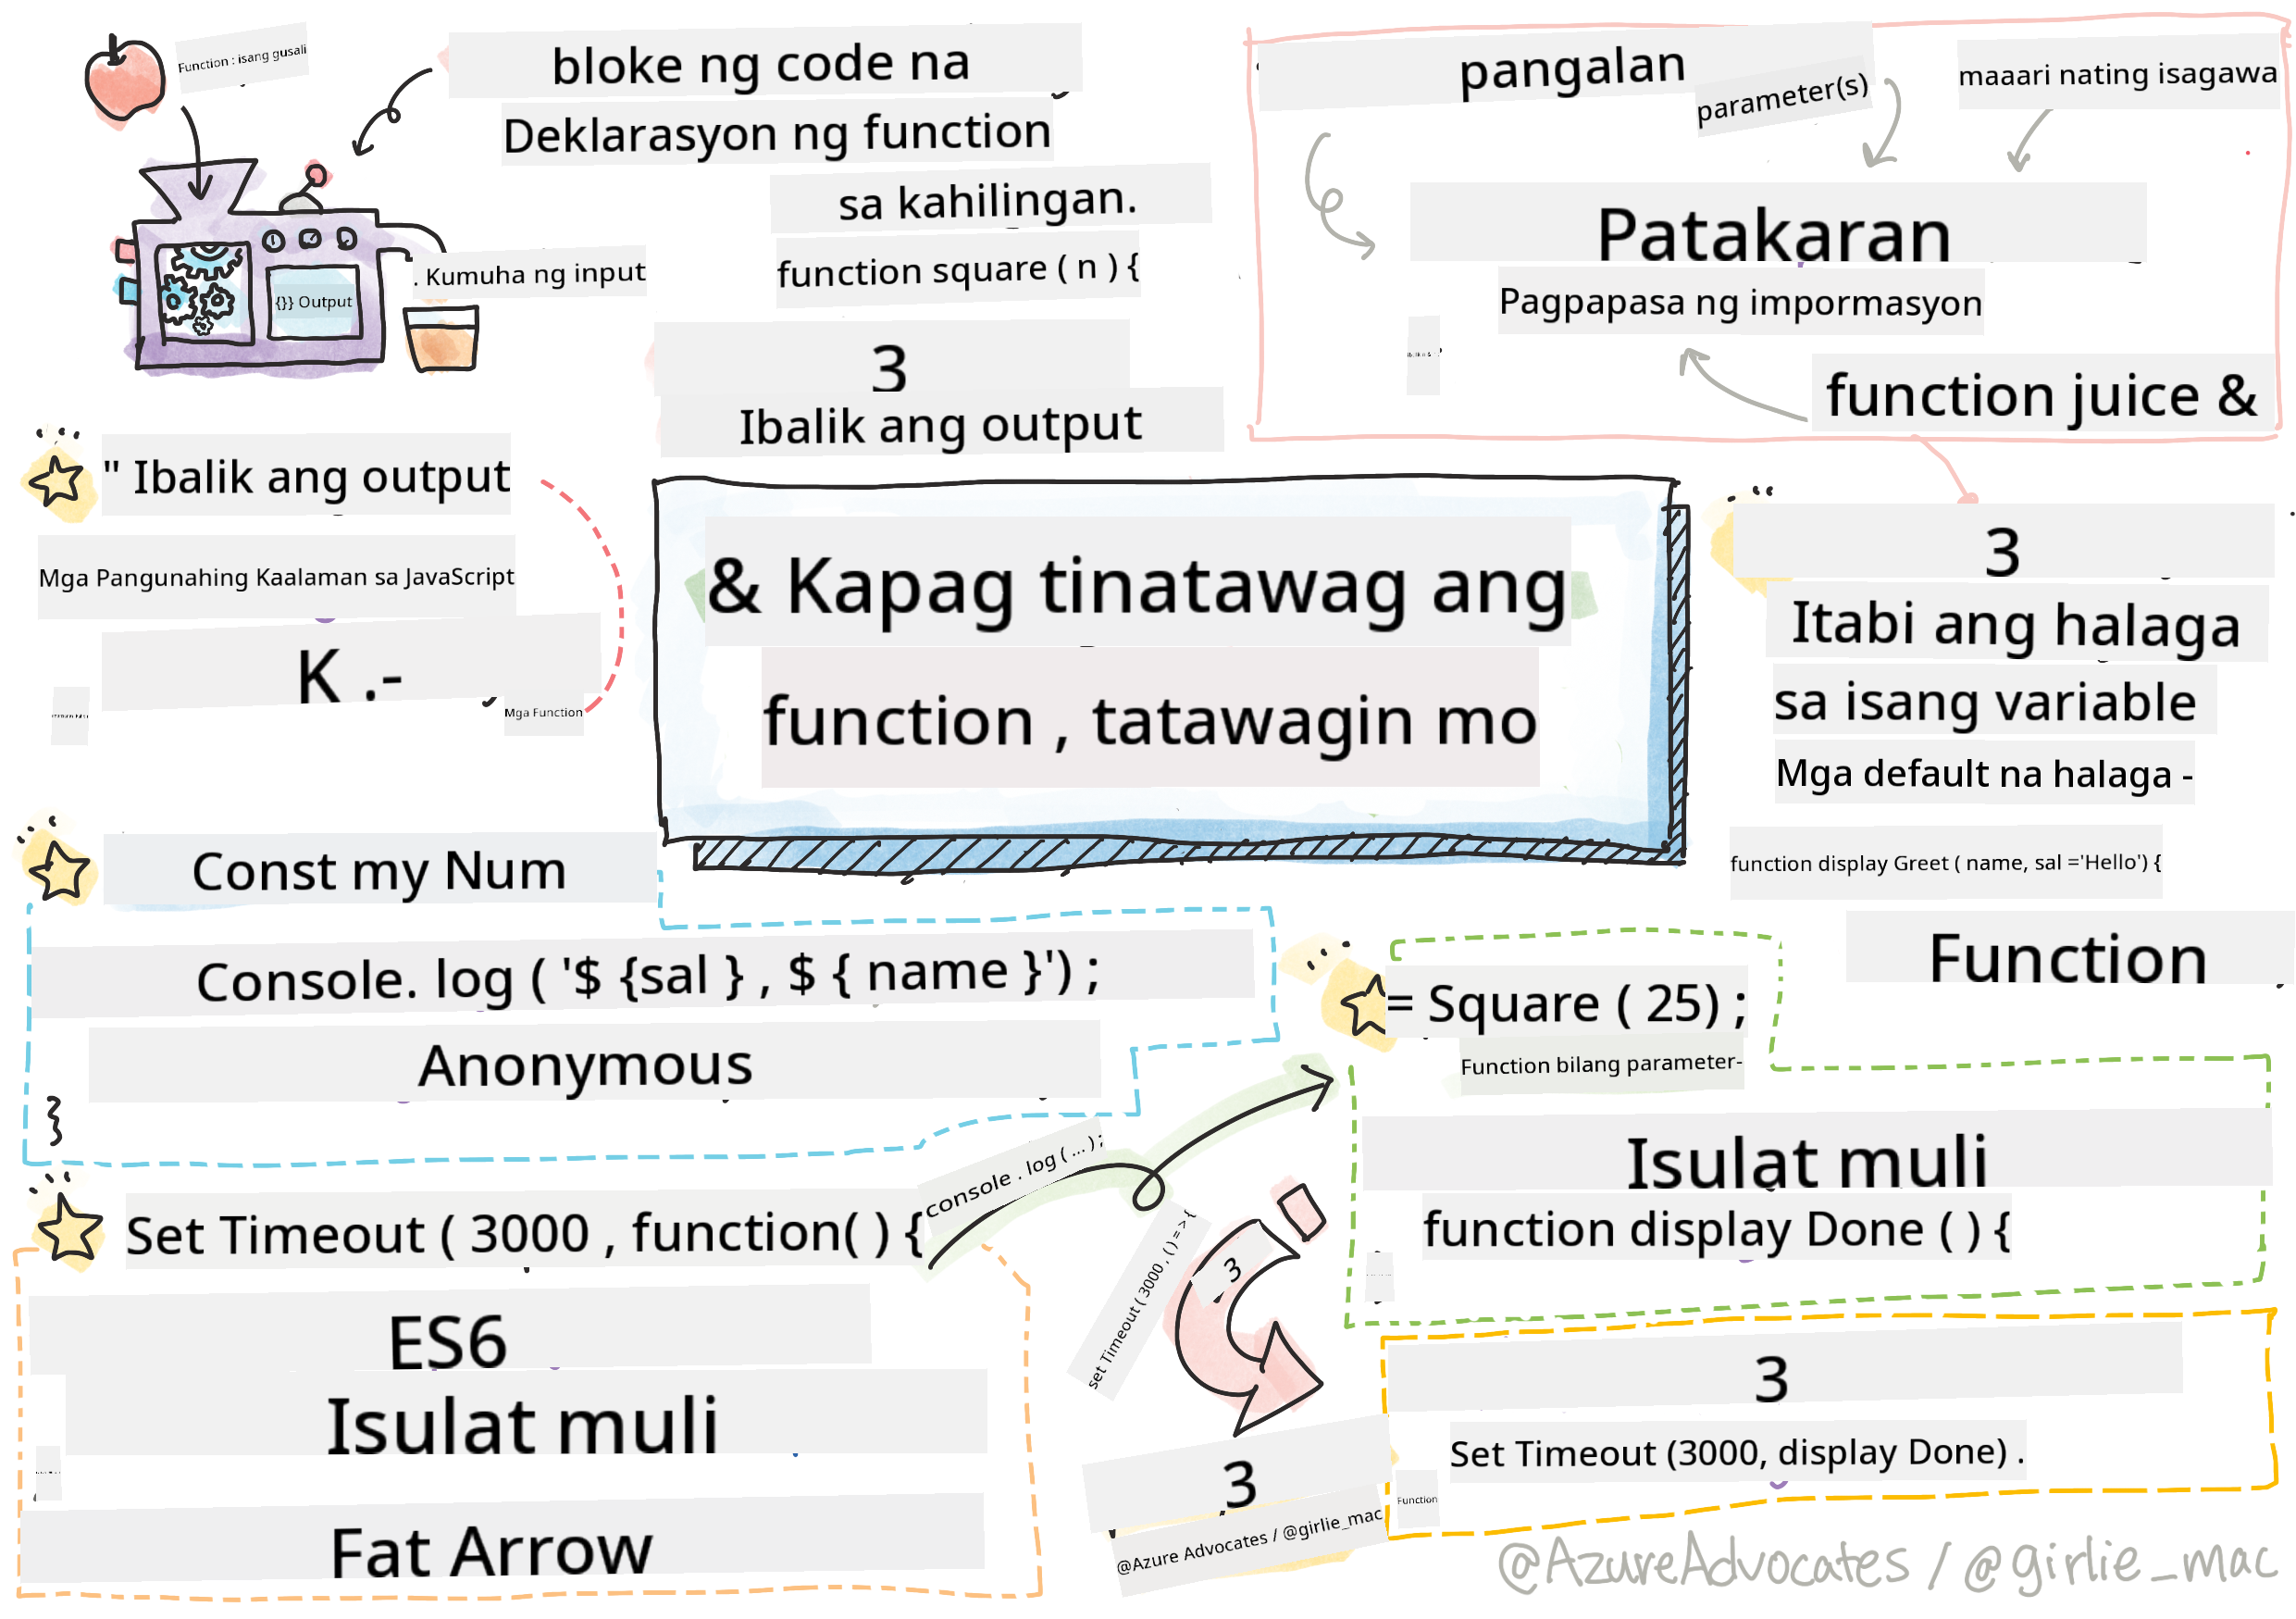 Function : isang gusali
bloke ng code na
Deklarasyon ng function
sa kahilingan.
function square ( n ) {
. Kumuha ng input
{}} Output
3
Ibalik ang output
pangalan
parameter(s)
maaari nating isagawa
Patakaran
Pagpapasa ng impormasyon
function juice &
" Ibalik ang output
Mga Pangunahing Kaalaman sa JavaScript
K .-
Mga Function
& Kapag tinatawag ang
function , tatawagin mo
3
Itabi ang halaga
sa isang variable
Mga default na halaga -
function display Greet ( name, sal ='Hello') {
Function
Const my Num
Console. log ( '$ {sal } , $ { name }') ;
Anonymous
}
= Square ( 25) ;
Function bilang parameter-
Isulat muli
function display Done ( ) {
Set Timeout ( 3000 , function( ) {
console . log ( ... ) ;
ES6
Isulat muli
Fat Arrow
set Timeout ( 3000 , ( ) = > {
3
3
@Azure Advocates / @girlie_mac
3
Set Timeout (3000, display Done) .
Function
@AzureAdvocates / @girlie_mac